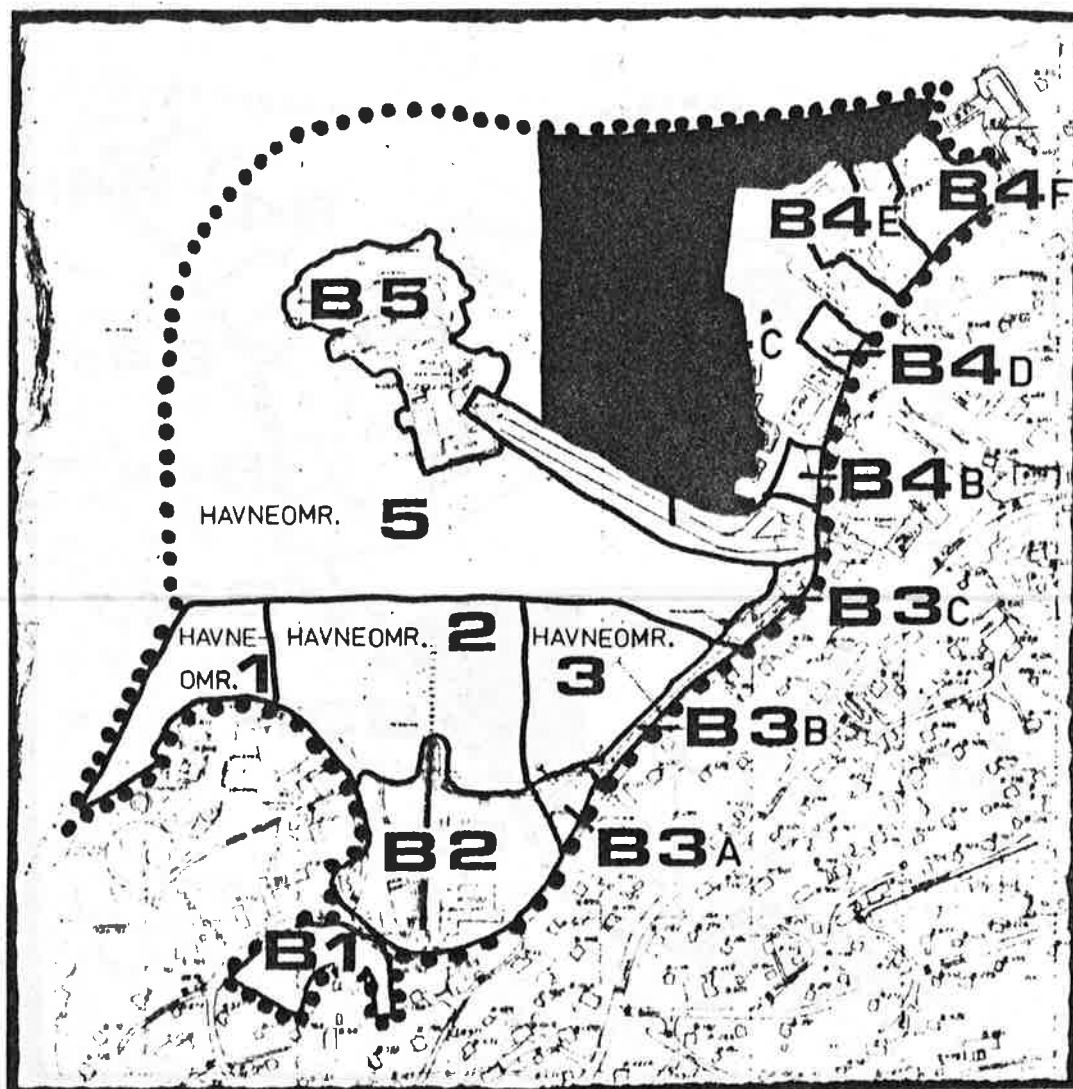 B4F
B4E
B5
C
B4D
B4B
HAVNEOMR. 5
B3C
HAVNE-
OMR. 1
HAVNEOMR. 2
HAVNEOMR.
3
B3B
B2
B3A
B1